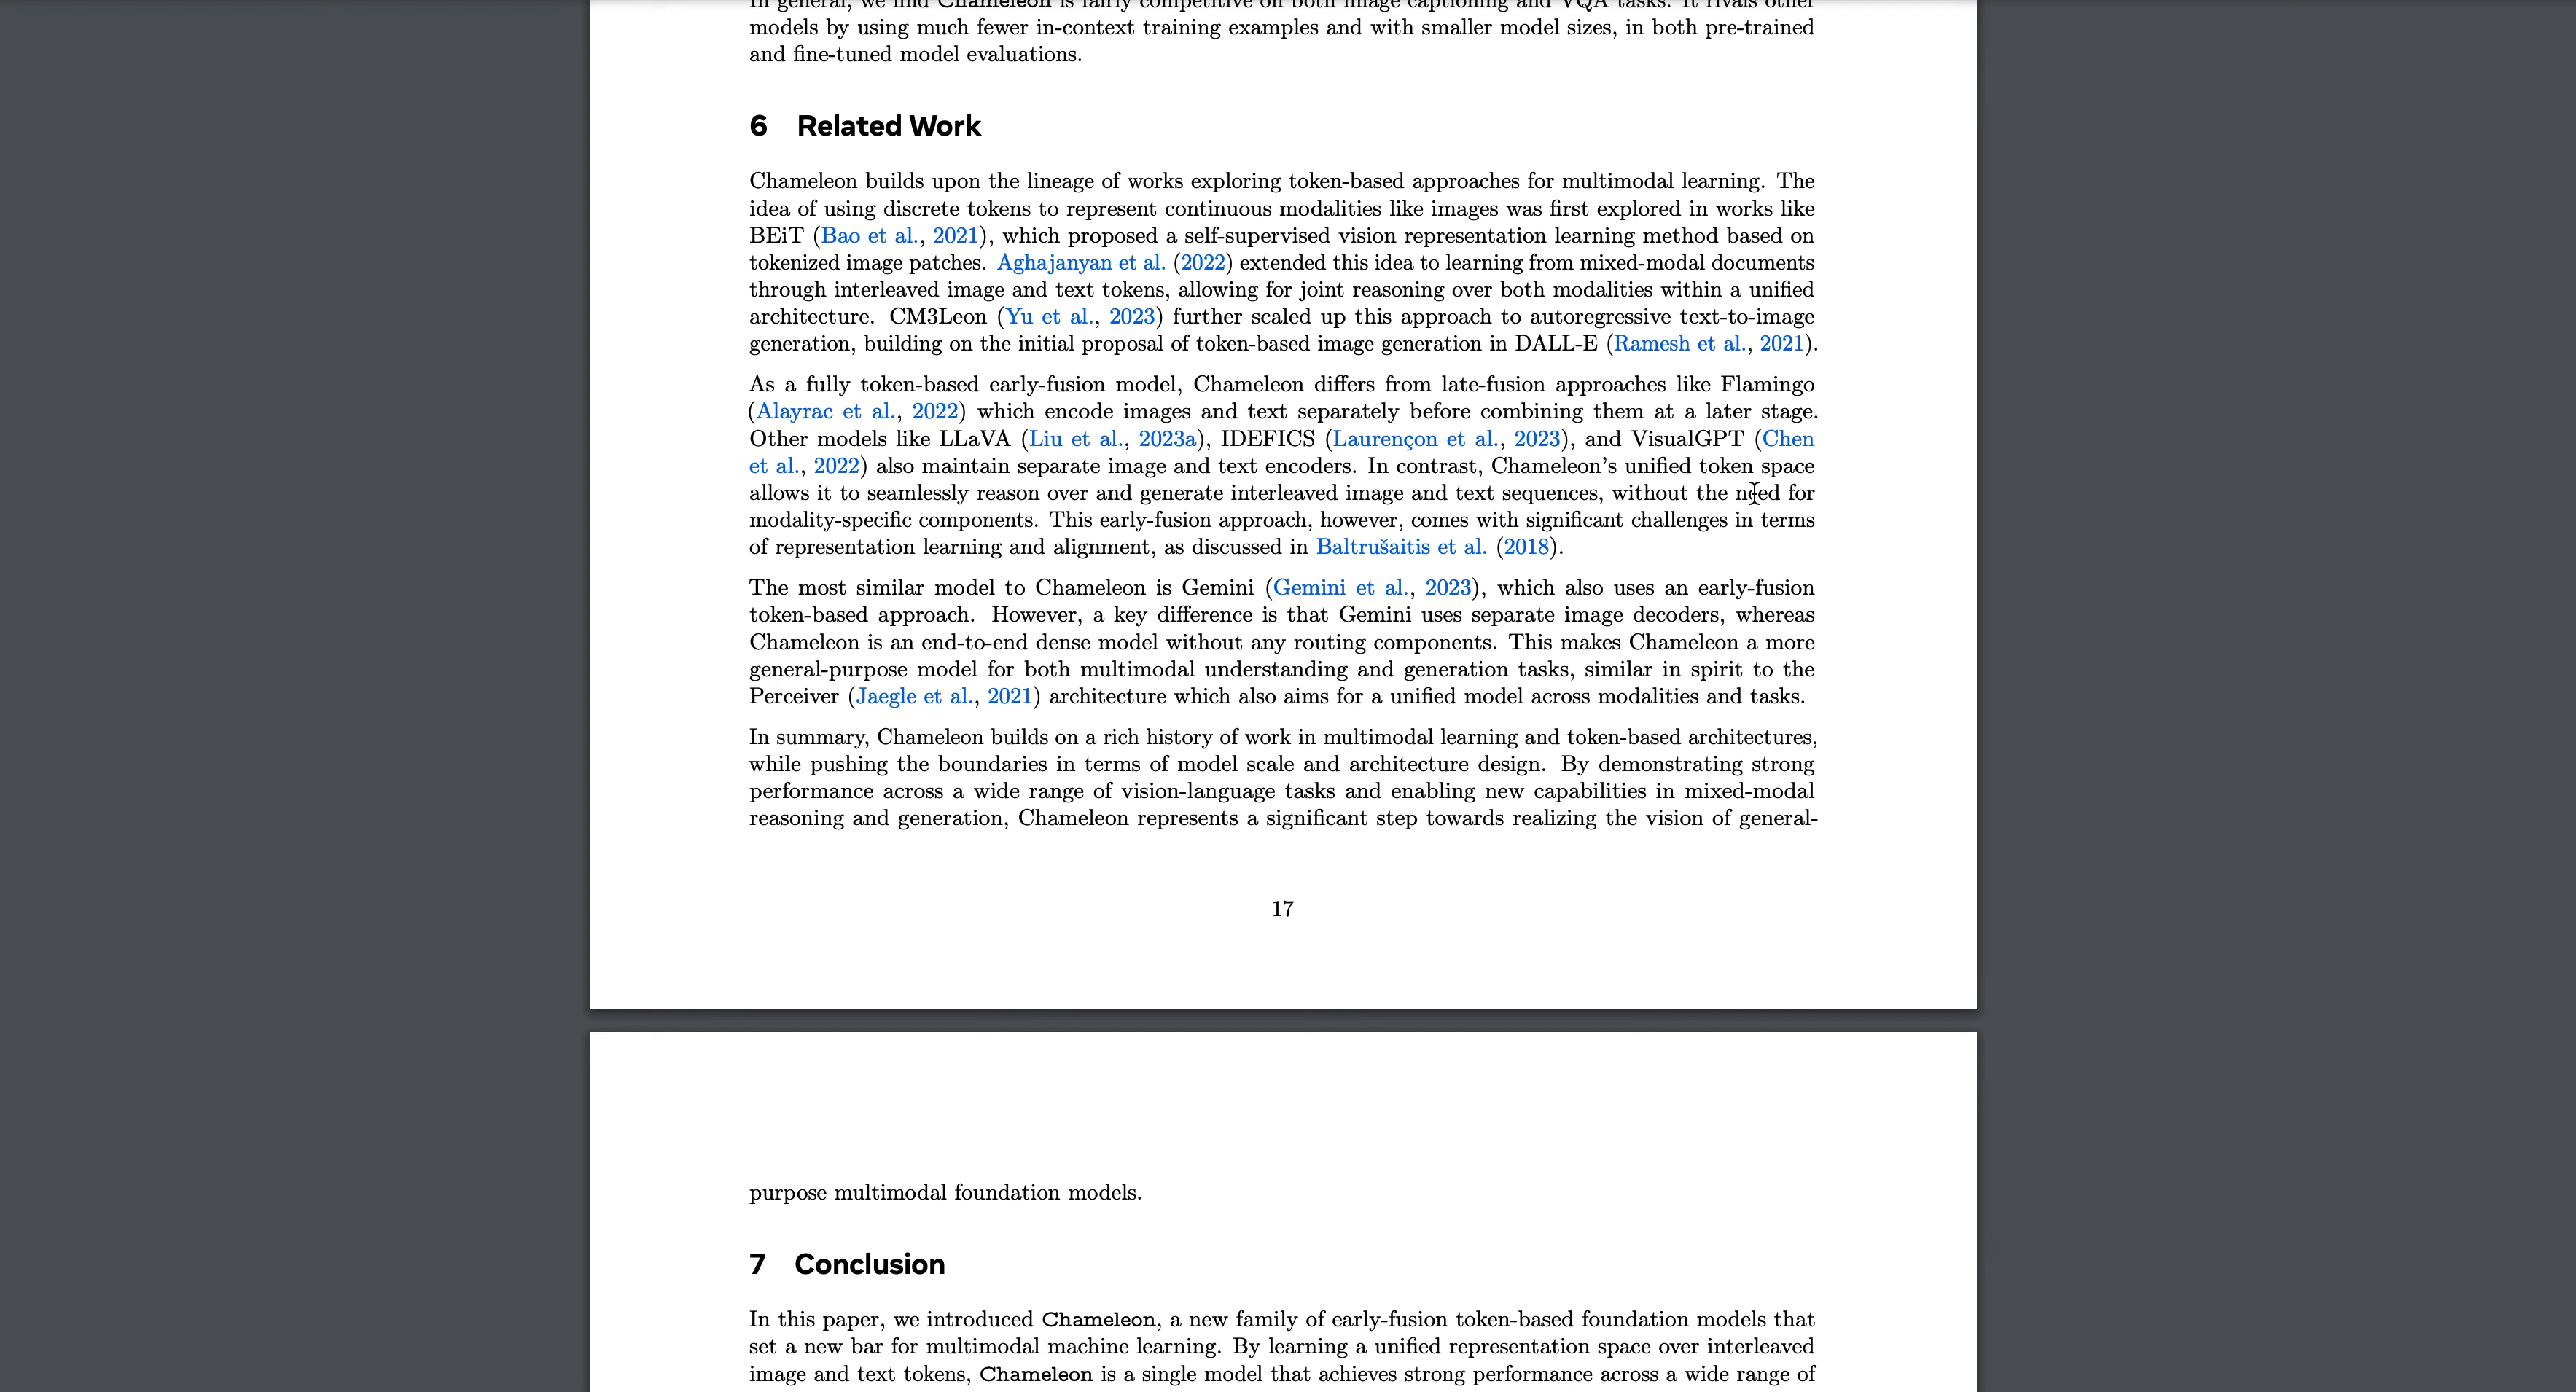 In general, we find Chameleon is fairly competitive on both image captioning and VQA tasks. It rivals other
models by using much fewer in-context training examples and with smaller model sizes, in both pre-trained
and fine-tuned model evaluations.
6 Related Work
Chameleon builds upon the lineage of works exploring token-based approaches for multimodal learning. The
idea of using discrete tokens to represent continuous modalities like images was first explored in works like
BEiT (Bao et al., 2021), which proposed a self-supervised vision representation learning method based on
tokenized image patches. Aghajanyan et al. (2022) extended this idea to learning from mixed-modal documents
through interleaved image and text tokens, allowing for joint reasoning over both modalities within a unified
architecture. CM3Leon (Yu et al., 2023) further scaled up this approach to autoregressive text-to-image
generation, building on the initial proposal of token-based image generation in DALL-E (Ramesh et al., 2021).
As a fully token-based early-fusion model, Chameleon differs from late-fusion approaches like Flamingo
(Alayrac et al., 2022) which encode images and text separately before combining them at a later stage.
Other models like LLaVA (Liu et al., 2023a), IDEFICS (Laurençon et al., 2023), and VisualGPT (Chen
et al., 2022) also maintain separate image and text encoders. In contrast, Chameleon's unified token space
allows it to seamlessly reason over and generate interleaved image and text sequences, without the need for
modality-specific components. This early-fusion approach, however, comes with significant challenges in terms
of representation learning and alignment, as discussed in Baltrušaitis et al. (2018).
The most similar model to Chameleon is Gemini (Gemini et al., 2023), which also uses an early-fusion
token-based approach. However, a key difference is that Gemini uses separate image decoders, whereas
Chameleon is an end-to-end dense model without any routing components. This makes Chameleon a more
general-purpose model for both multimodal understanding and generation tasks, similar in spirit to the
Perceiver (Jaegle et al., 2021) architecture which also aims for a unified model across modalities and tasks.
In summary, Chameleon builds on a rich history of work in multimodal learning and token-based architectures,
while pushing the boundaries in terms of model scale and architecture design. By demonstrating strong
performance across a wide range of vision-language tasks and enabling new capabilities in mixed-modal
reasoning and generation, Chameleon represents a significant step towards realizing the vision of general-
17
purpose multimodal foundation models.
7 Conclusion
In this paper, we introduced Chameleon, a new family of early-fusion token-based foundation models that
set a new bar for multimodal machine learning. By learning a unified representation space over interleaved
image and text tokens, Chameleon is a single model that achieves strong performance across a wide range of